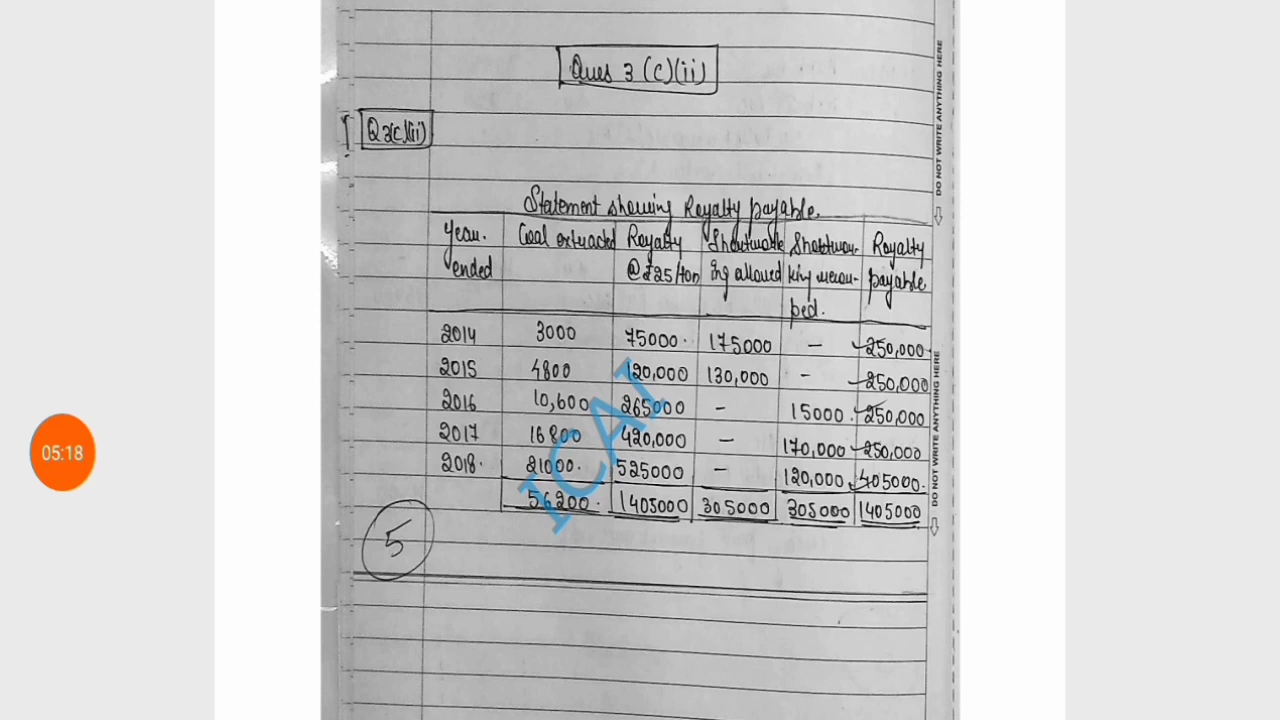 Ques 3 (c)(ii)
Q3(c)(ii)
Statement showing Royalty payable.
Year ended | Coal extracted | Royalty @ ₹25/ton | Shortworking allowed | Shortworking recouped. | Royalty payable
2014 | 3000 | 75000 | 175000 | - | 250,000
2015 | 4800 | 120,000 | 130,000 | - | 250,000
2016 | 10,600 | 265000 | - | 15000 | 250,000
2017 | 16800 | 420,000 | - | 170,000 | 250,000
2018 | 21000 | 525000 | - | 120,000 | 405000
56200 | 1405000 | 305000 | 305000 | 1405000
5
ICAI
05:18
DO NOT WRITE ANYTHING HERE
DO NOT WRITE ANYTHING HERE